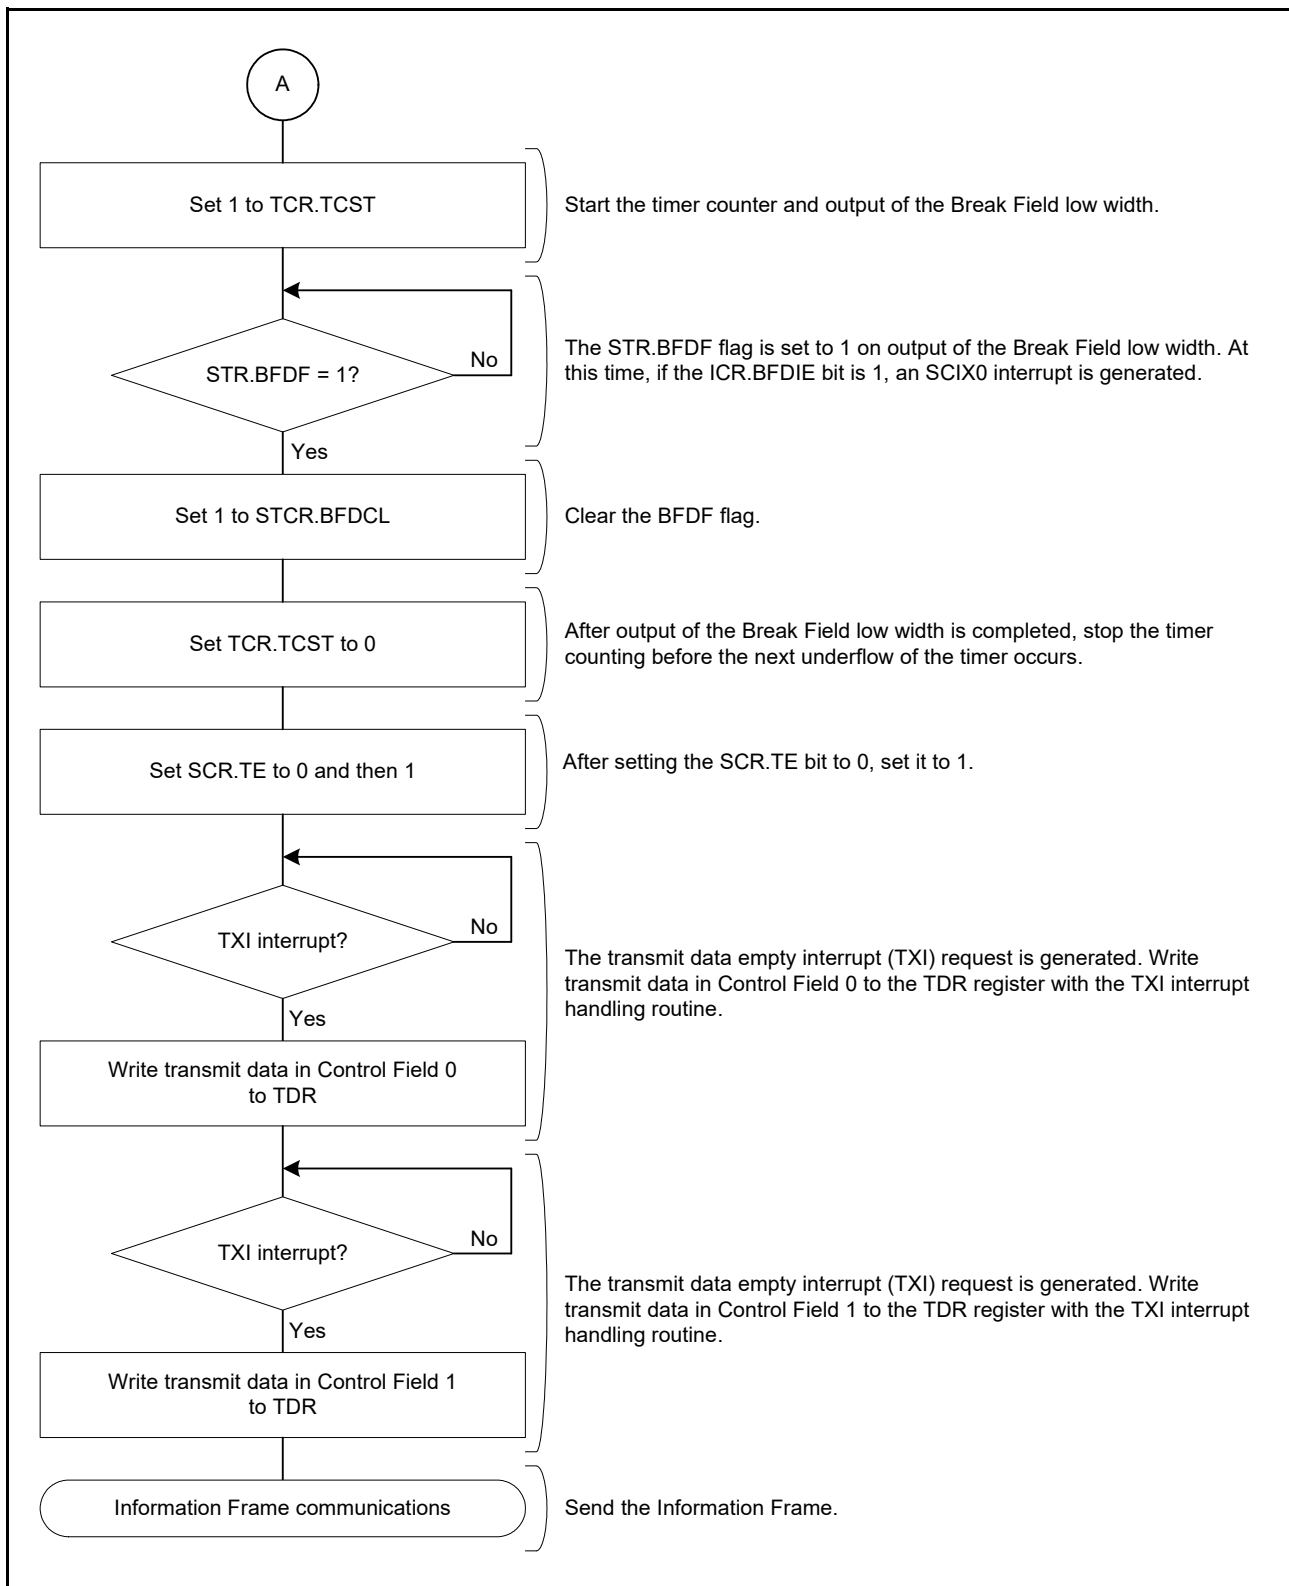 A
Set 1 to TCR.TCST
Start the timer counter and output of the Break Field low width.
STR.BFDF = 1?
No
The STR.BFDF flag is set to 1 on output of the Break Field low width. At
this time, if the ICR.BFDIE bit is 1, an SCIX0 interrupt is generated.
Yes
Set 1 to STCR.BFDCL
Clear the BFDF flag.
Set TCR.TCST to 0
After output of the Break Field low width is completed, stop the timer
counting before the next underflow of the timer occurs.
Set SCR.TE to 0 and then 1
After setting the SCR.TE bit to 0, set it to 1.
TXI interrupt?
No
The transmit data empty interrupt (TXI) request is generated. Write
transmit data in Control Field 0 to the TDR register with the TXI interrupt
handling routine.
Yes
Write transmit data in Control Field 0
to TDR
TXI interrupt?
No
The transmit data empty interrupt (TXI) request is generated. Write
transmit data in Control Field 1 to the TDR register with the TXI interrupt
handling routine.
Yes
Write transmit data in Control Field 1
to TDR
Information Frame communications
Send the Information Frame.